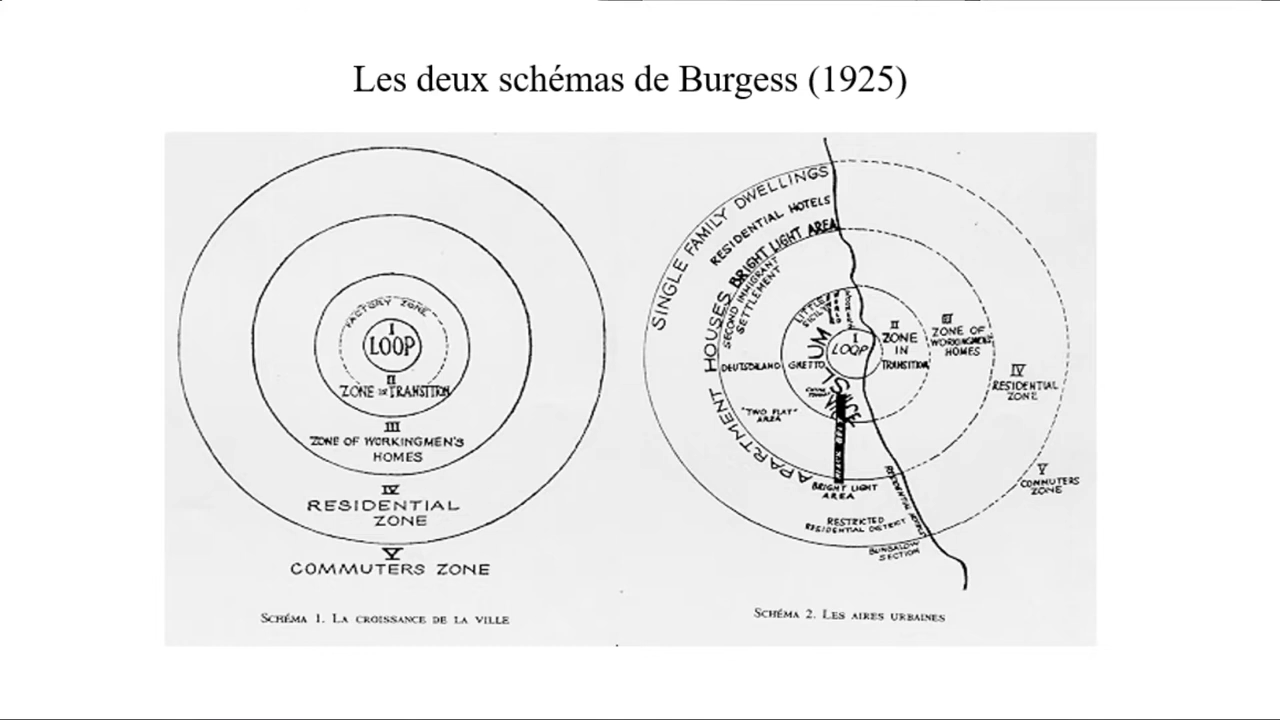 Les deux schémas de Burgess (1925)
FACTORY ZONE
I
LOOP
II
ZONE IN TRANSITION
III
ZONE OF WORKINGMEN'S
HOMES
IV
RESIDENTIAL
ZONE
V
COMMUTERS ZONE
SCHÉMA 1. LA CROISSANCE DE LA VILLE
SINGLE FAMILY DWELLINGS
RESIDENTIAL HOTELS
BRIGHT LIGHT AREA
SECOND IMMIGRANT
SETTLEMENT
APARTMENT HOUSES
LITTLE
SICILY
SLUM
I
LOOP
DEUTSCHLAND
GHETTO
VICE
"TWO FLAT"
AREA
BLACK BELT
BRIGHT LIGHT
AREA
RESTRICTED
RESIDENTIAL DISTRICT
BUNGALOW
SECTION
II
ZONE
IN
TRANSITION
III
ZONE OF
WORKINGMEN'S
HOMES
IV
RESIDENTIAL
ZONE
V
COMMUTERS
ZONE
SCHÉMA 2. LES AIRES URBAINES